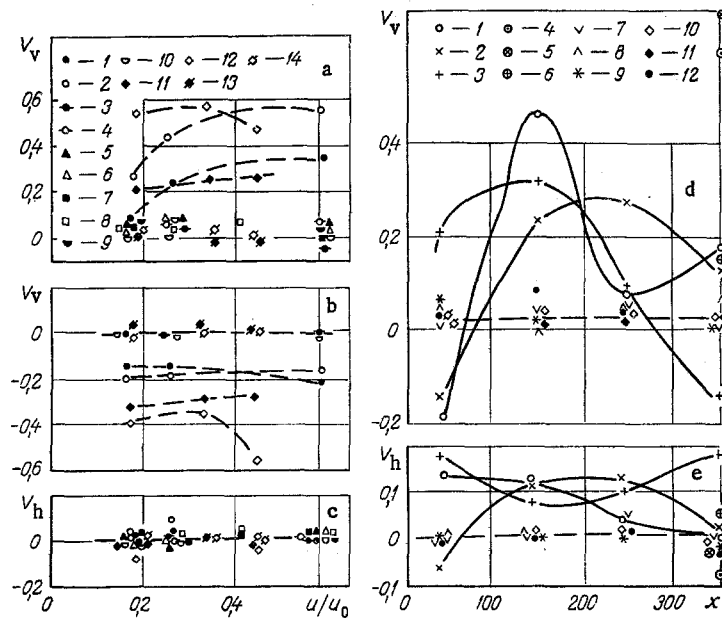 V_v
1 10 12 14
2 11 13
3
4
5
6
7
8
9
a
0,6
0,4
0,2
0
V_v
b
0
-0,2
-0,4
-0,6
V_h
c
0
-0,2
0,2 0,4 u/u₀
V_v
1 4 7 10
2 5 8 11
3 6 9 12
d
0,4
0,2
0
-0,2
V_h
e
0,1
0
-0,1
0 100 200 300 x